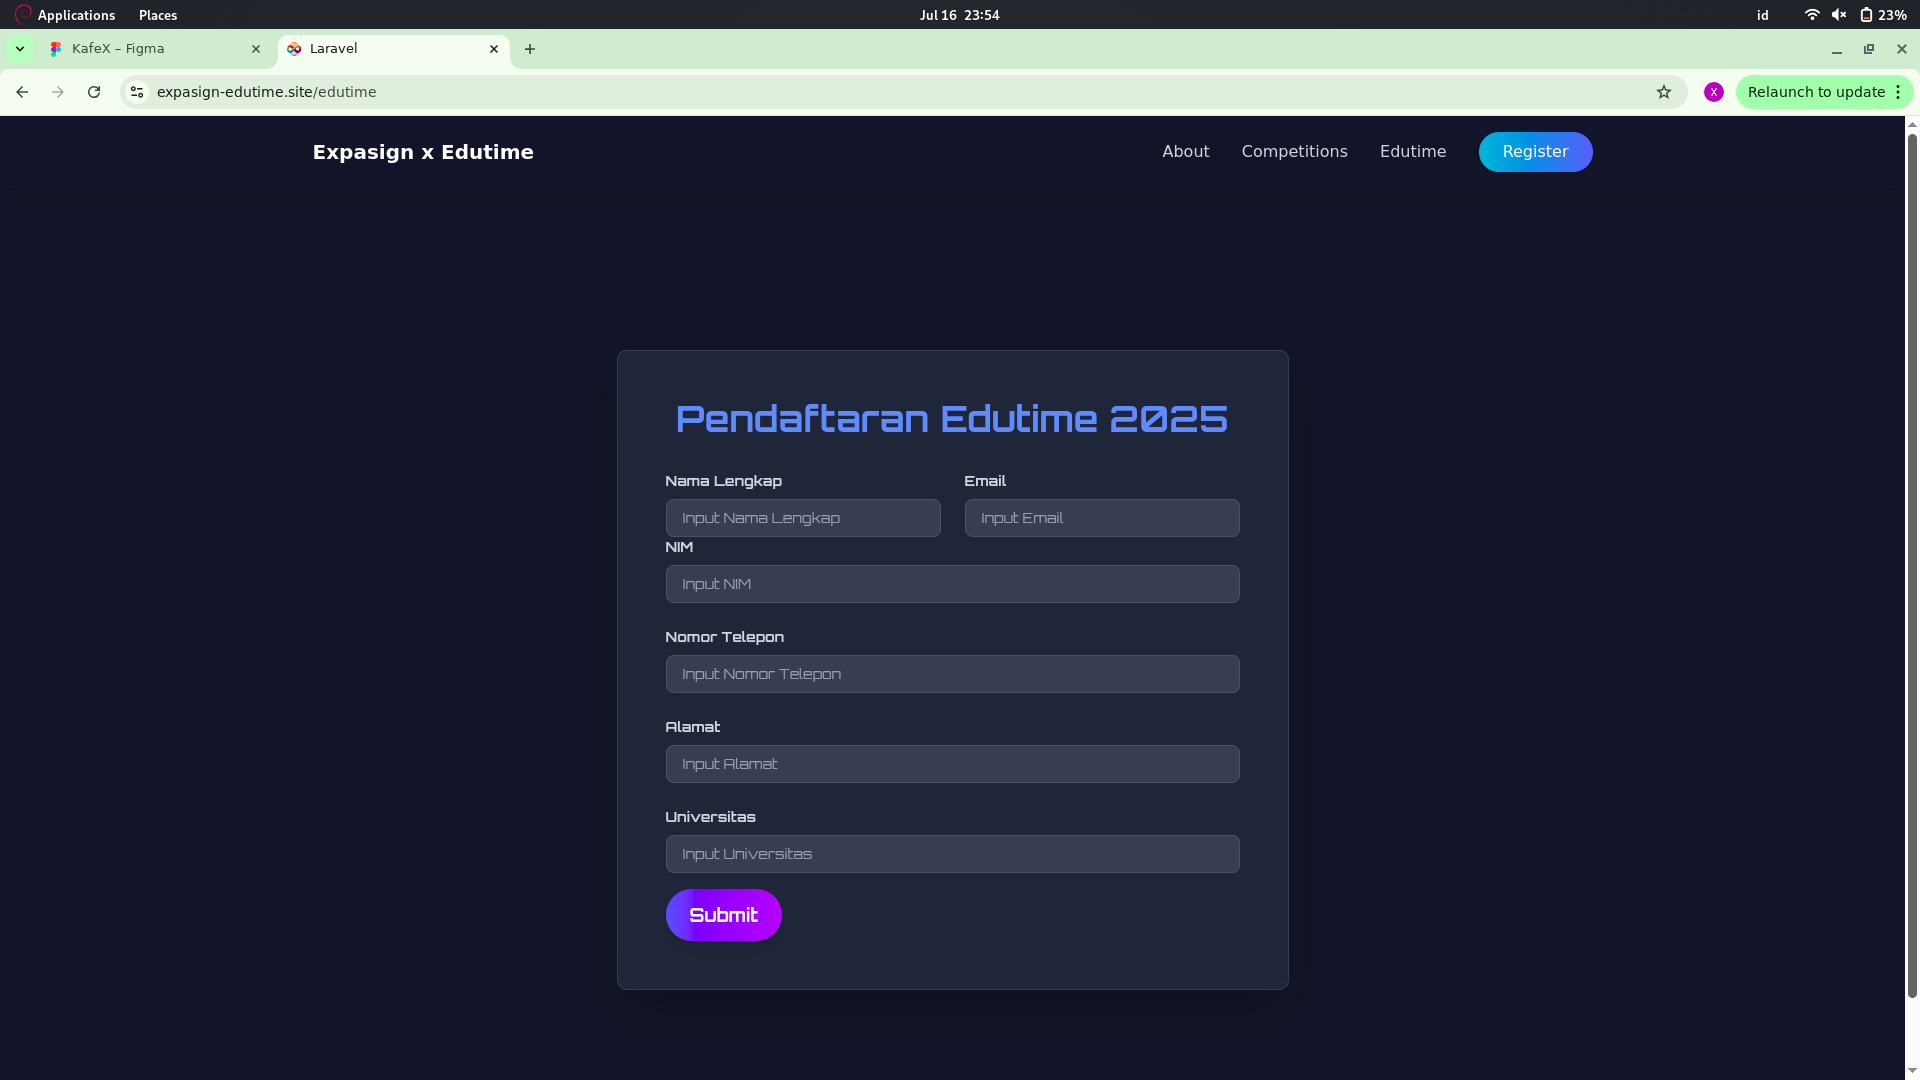 Applications Places Jul 16 23:54 id 23%
KafeX – Figma Laravel
expasign-edutime.site/edutime X Relaunch to update
Expasign x Edutime About Competitions Edutime Register
Pendaftaran Edutime 2025
Nama Lengkap Email
Input Nama Lengkap Input Email
NIM
Input NIM
Nomor Telepon
Input Nomor Telepon
Alamat
Input Alamat
Universitas
Input Universitas
Submit